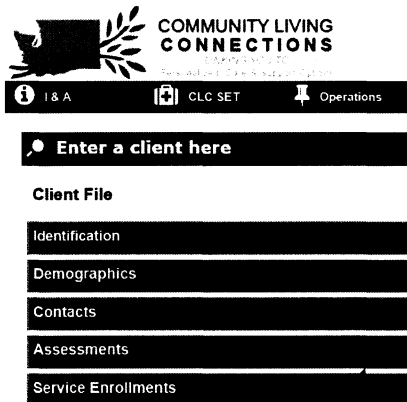 COMMUNITY LIVING
CONNECTIONS
I & A CLC SET Operations
Enter a client here
Client File
Identification
Demographics
Contacts
Assessments
Service Enrollments